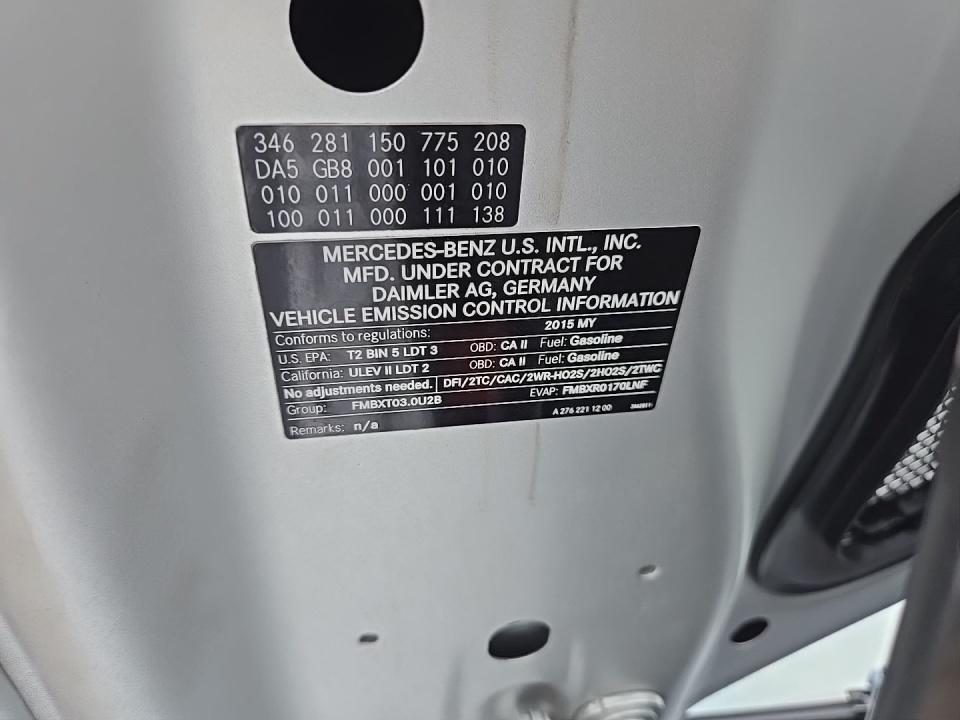 346 281 150 775 208
DA5 GB8 001 101 010
010 011 000 001 010
100 011 000 111 138
MERCEDES-BENZ U.S. INTL., INC.
MFD. UNDER CONTRACT FOR
DAIMLER AG, GERMANY
VEHICLE EMISSION CONTROL INFORMATION
Conforms to regulations: 2015 MY
U.S. EPA: T2 BIN 5 LDT 3 OBD: CA II Fuel: Gasoline
California: ULEV II LDT 2 OBD: CA II Fuel: Gasoline
No adjustments needed. DFI/2TC/CAC/2WR-HO2S/2HO2S/2TWC
Group: FMBXT03.0U2B EVAP: FMBXR0170LNF
Remarks: n/a A 276 221 12 00